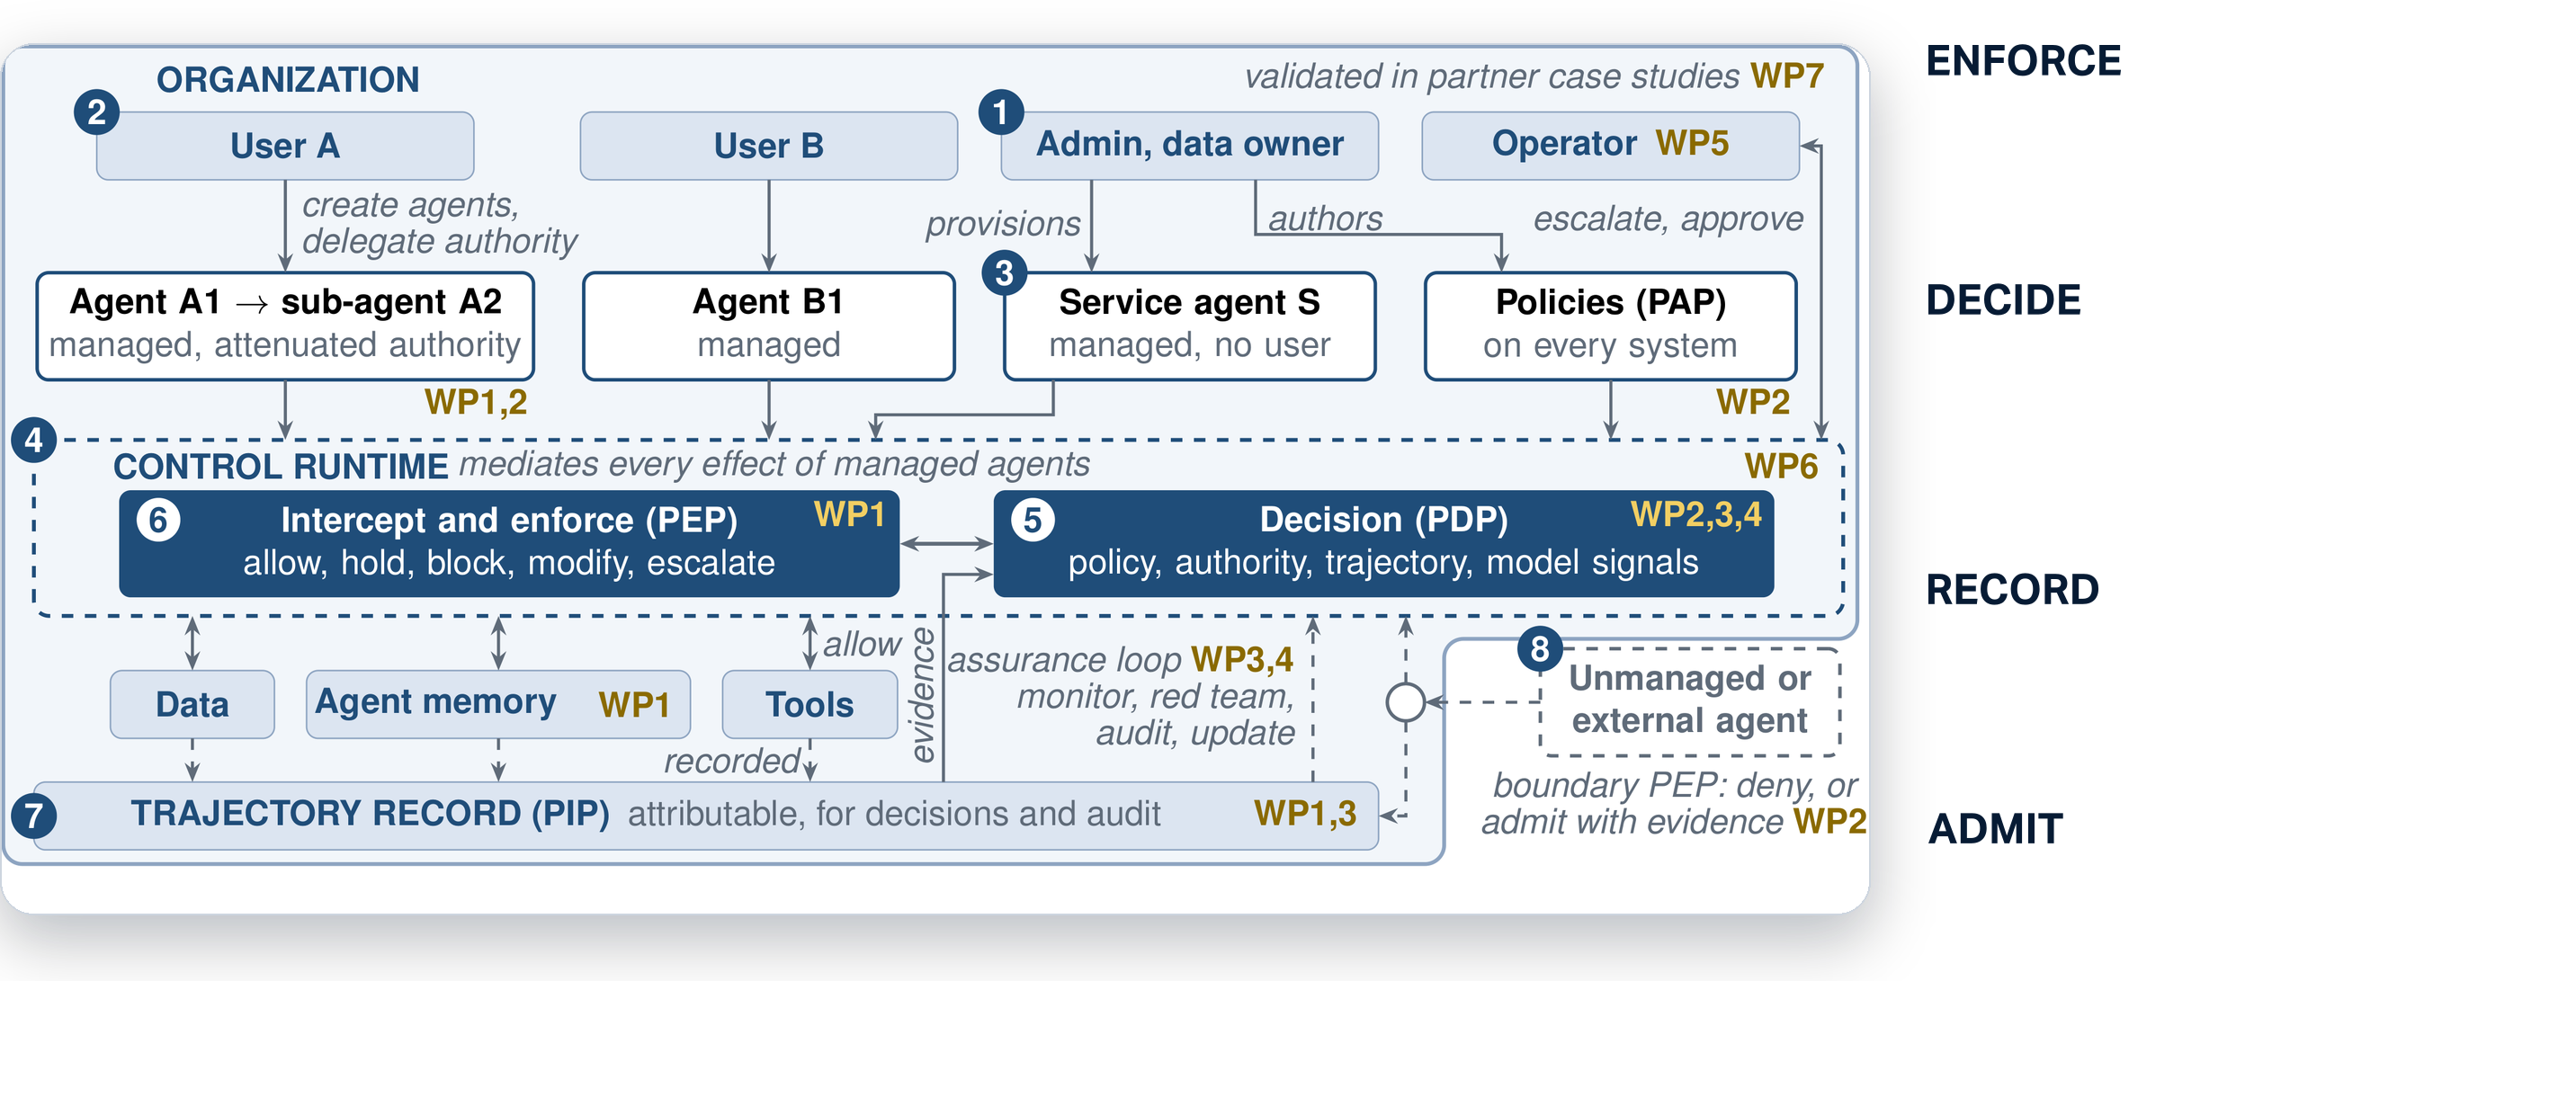 ORGANIZATION
validated in partner case studies WP7
ENFORCE
2
User A
User B
1
Admin, data owner
Operator WP5
create agents,
delegate authority
provisions
authors
escalate, approve
Agent A1 → sub-agent A2
managed, attenuated authority
Agent B1
managed
3
Service agent S
managed, no user
Policies (PAP)
on every system
DECIDE
WP1,2
WP2
4
CONTROL RUNTIME mediates every effect of managed agents
WP6
6
Intercept and enforce (PEP) WP1
allow, hold, block, modify, escalate
5
Decision (PDP) WP2,3,4
policy, authority, trajectory, model signals
RECORD
allow
evidence
assurance loop WP3,4
monitor, red team,
audit, update
8
Unmanaged or
external agent
Data
Agent memory WP1
Tools
recorded
boundary PEP: deny, or
admit with evidence WP2
7
TRAJECTORY RECORD (PIP) attributable, for decisions and audit WP1,3
ADMIT